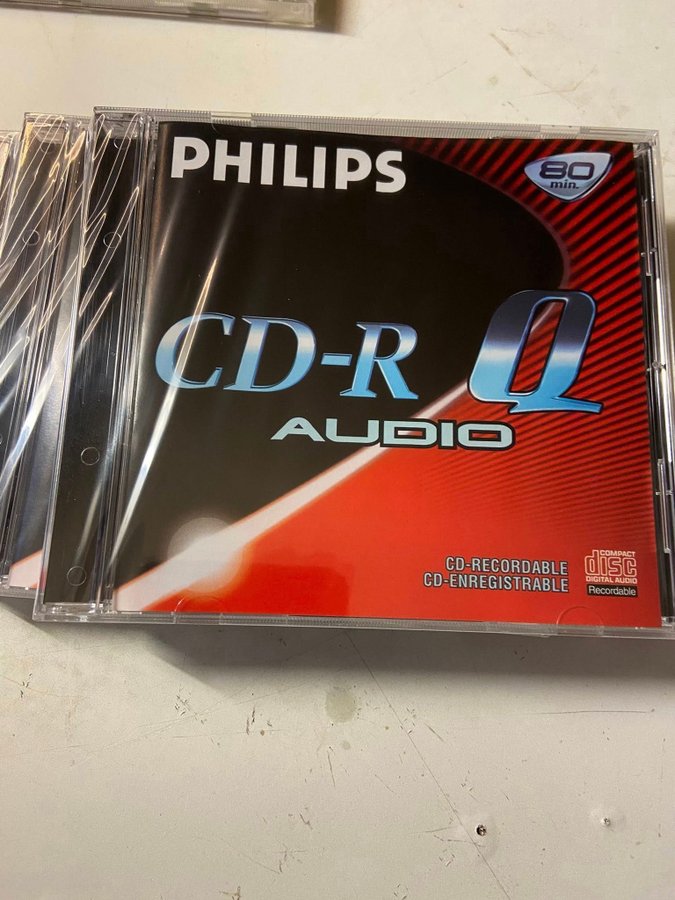 PHILIPS
80
min.
CD-R Q
AUDIO
CD-RECORDABLE
CD-ENREGISTRABLE
COMPACT
disc
DIGITAL AUDIO
Recordable